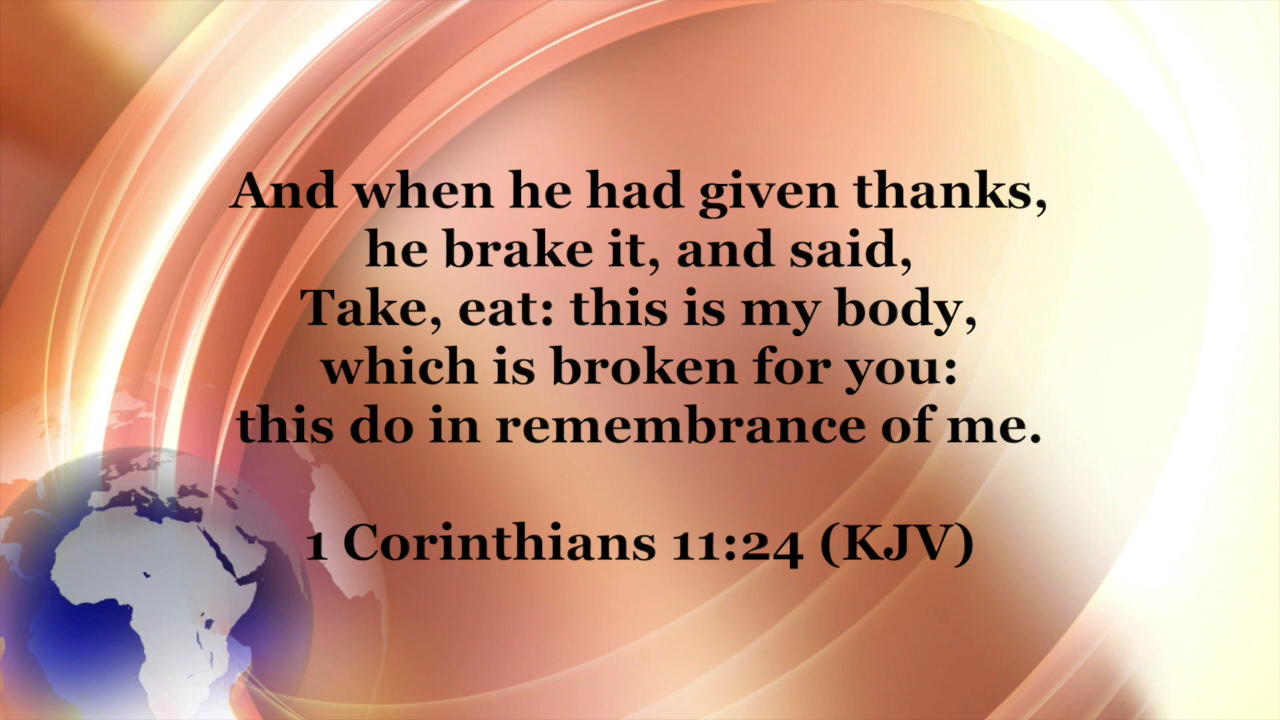 And when he had given thanks,
he brake it, and said,
Take, eat: this is my body,
which is broken for you:
this do in remembrance of me.
1 Corinthians 11:24 (KJV)